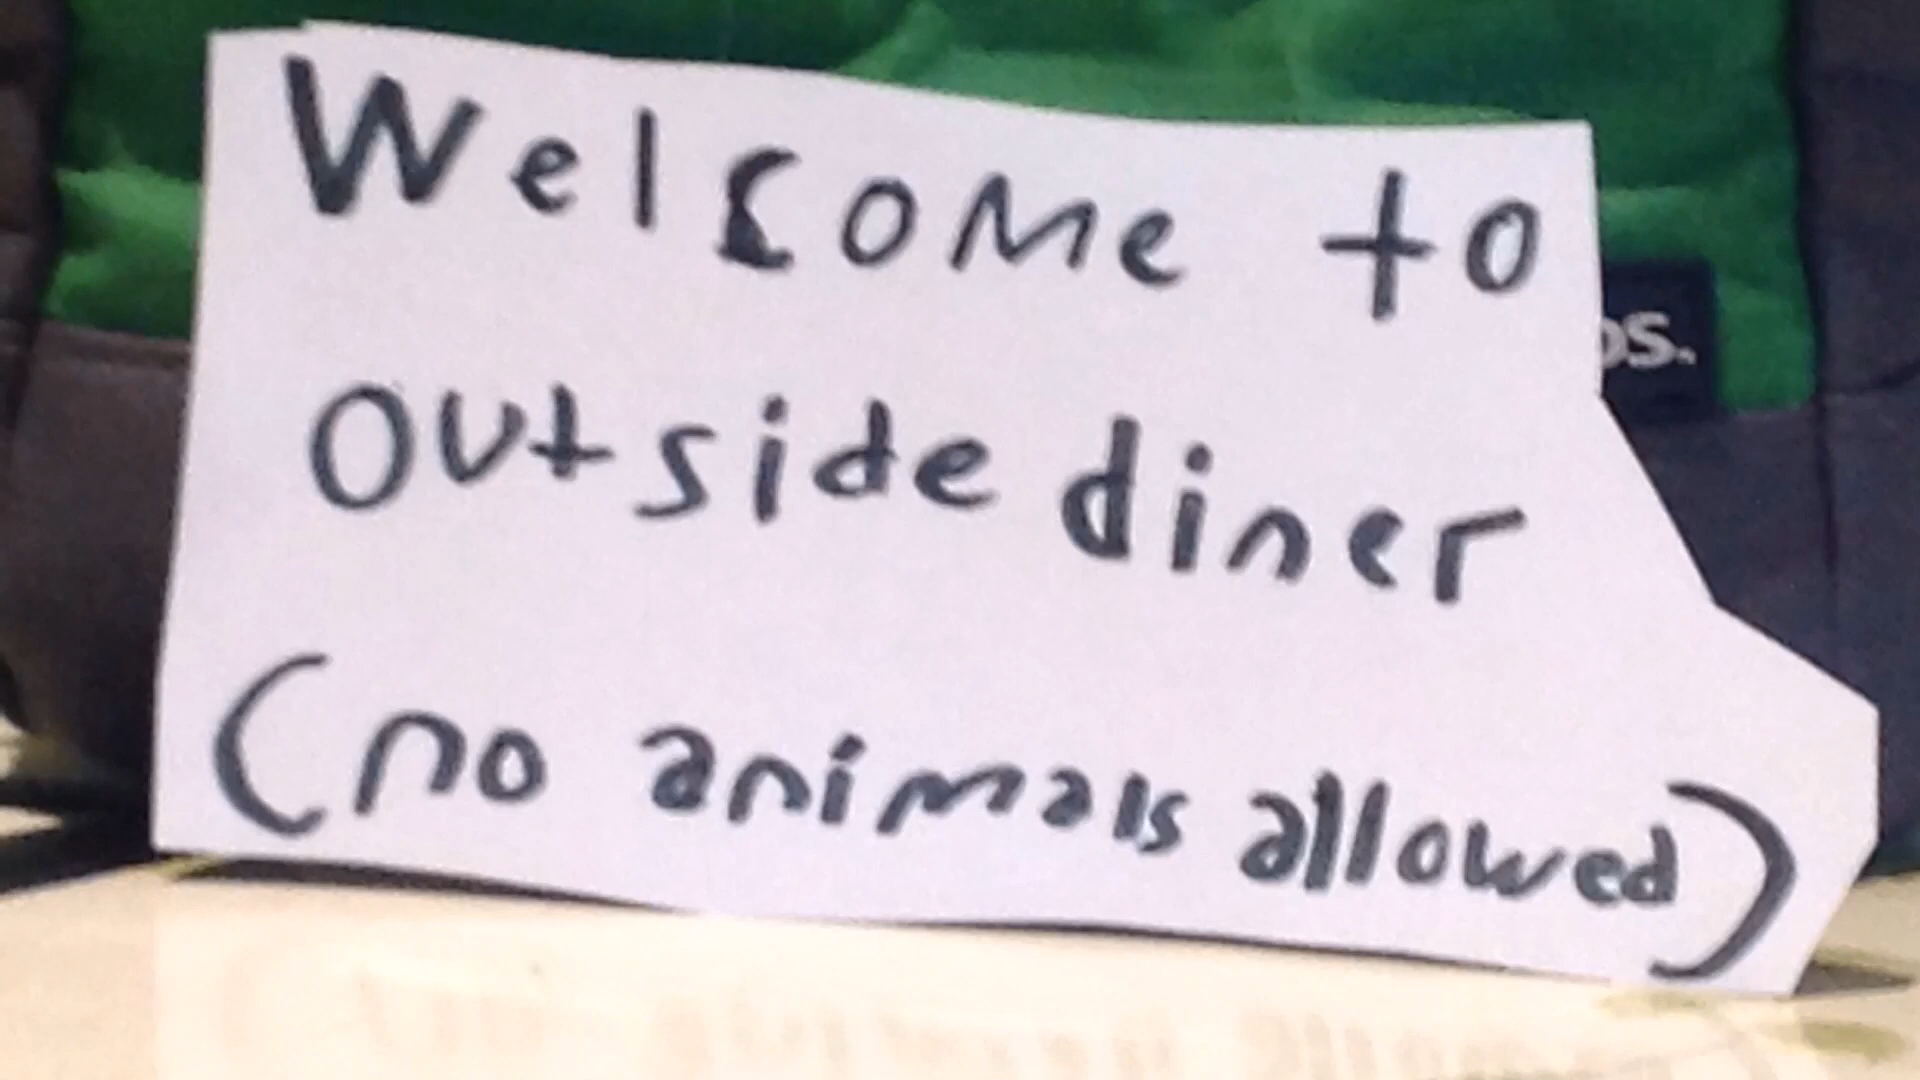 Welcome to
outside diner
(no animals allowed)